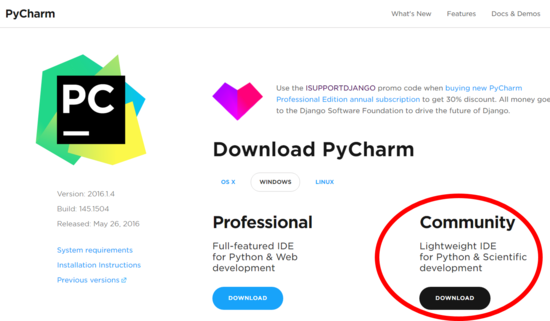 PyCharm
What's New
Features
Docs & Demos
PC
Use the ISUPPORTDJANGO promo code when buying new PyCharm
Professional Edition annual subscription to get 30% discount. All money goe
to the Django Software Foundation to drive the future of Django.
Download PyCharm
OS X
WINDOWS
LINUX
Version: 2016.1.4
Build: 145.1504
Released: May 26, 2016
System requirements
Installation Instructions
Previous versions
Professional
Full-featured IDE
for Python & Web
development
DOWNLOAD
Community
Lightweight IDE
for Python & Scientific
development
DOWNLOAD